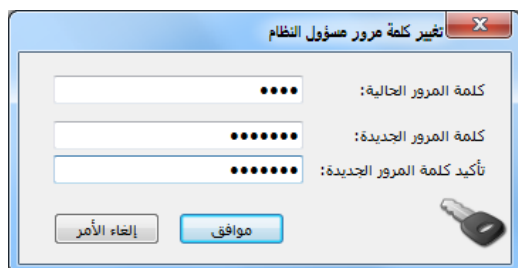 تغيير كلمة مرور مسؤول النظام
كلمة المرور الحالية: ••••
كلمة المرور الجديدة: •••••••
تأكيد كلمة المرور الجديدة: •••••••
موافق
إلغاء الأمر